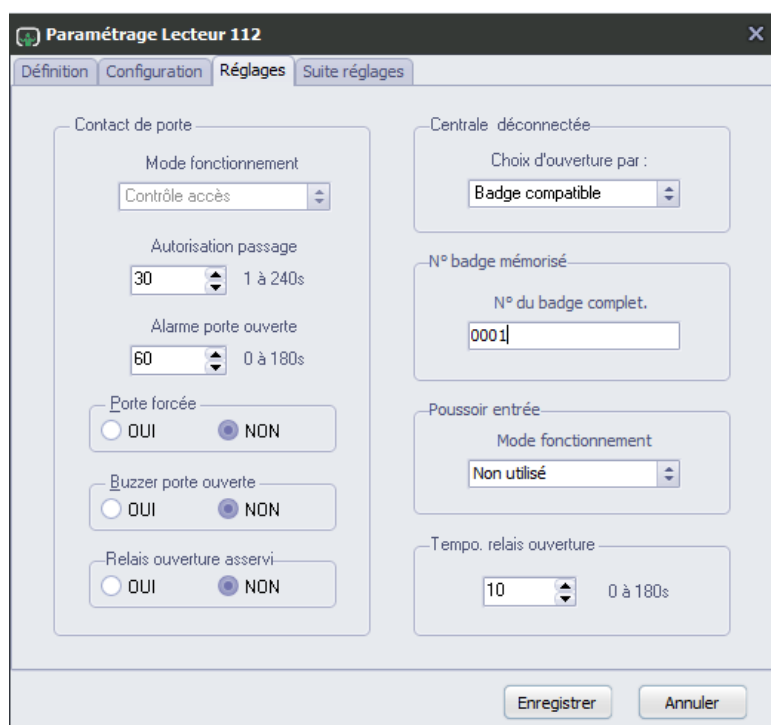 Paramétrage Lecteur 112
Définition Configuration Réglages Suite réglages
Contact de porte
Mode fonctionnement
Contrôle accès
Autorisation passage
30 1 à 240s
Alarme porte ouverte
60 0 à 180s
Porte forcée
OUI NON
Buzzer porte ouverte
OUI NON
Relais ouverture asservi
OUI NON
Centrale déconnectée
Choix d'ouverture par :
Badge compatible
N° badge mémorisé
N° du badge complet.
0001
Poussoir entrée
Mode fonctionnement
Non utilisé
Tempo. relais ouverture
10 0 à 180s
Enregistrer Annuler